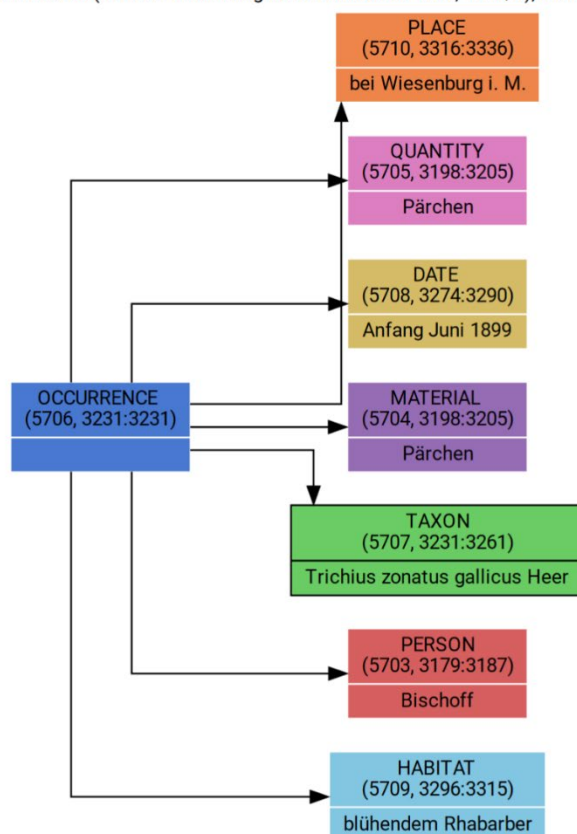 PLACE
(5710, 3316:3336)
bei Wiesenburg i. M.
QUANTITY
(5705, 3198:3205)
Pärchen
DATE
(5708, 3274:3290)
Anfang Juni 1899
OCCURRENCE
(5706, 3231:3231)
MATERIAL
(5704, 3198:3205)
Pärchen
TAXON
(5707, 3231:3261)
Trichius zonatus gallicus Heer
PERSON
(5703, 3179:3187)
Bischoff
HABITAT
(5709, 3296:3315)
blühendem Rhabarber